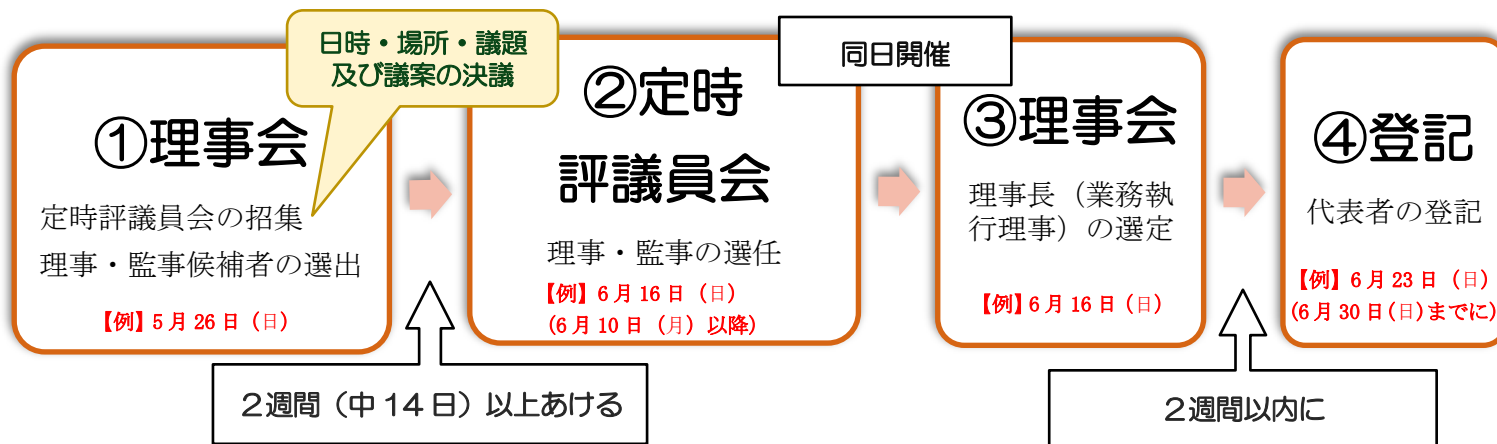 日時・場所・議題
及び議案の決議
①理事会
定時評議員会の招集
理事・監事候補者の選出
【例】5月26日（日）
２週間（中14日）以上あける
②定時
評議員会
理事・監事の選任
【例】6月16日（日）
(6月10日（月）以降)
同日開催
③理事会
理事長（業務執
行理事）の選定
【例】6月16日（日）
２週間以内に
④登記
代表者の登記
【例】6月23日（日）
(6月30日(日)までに)